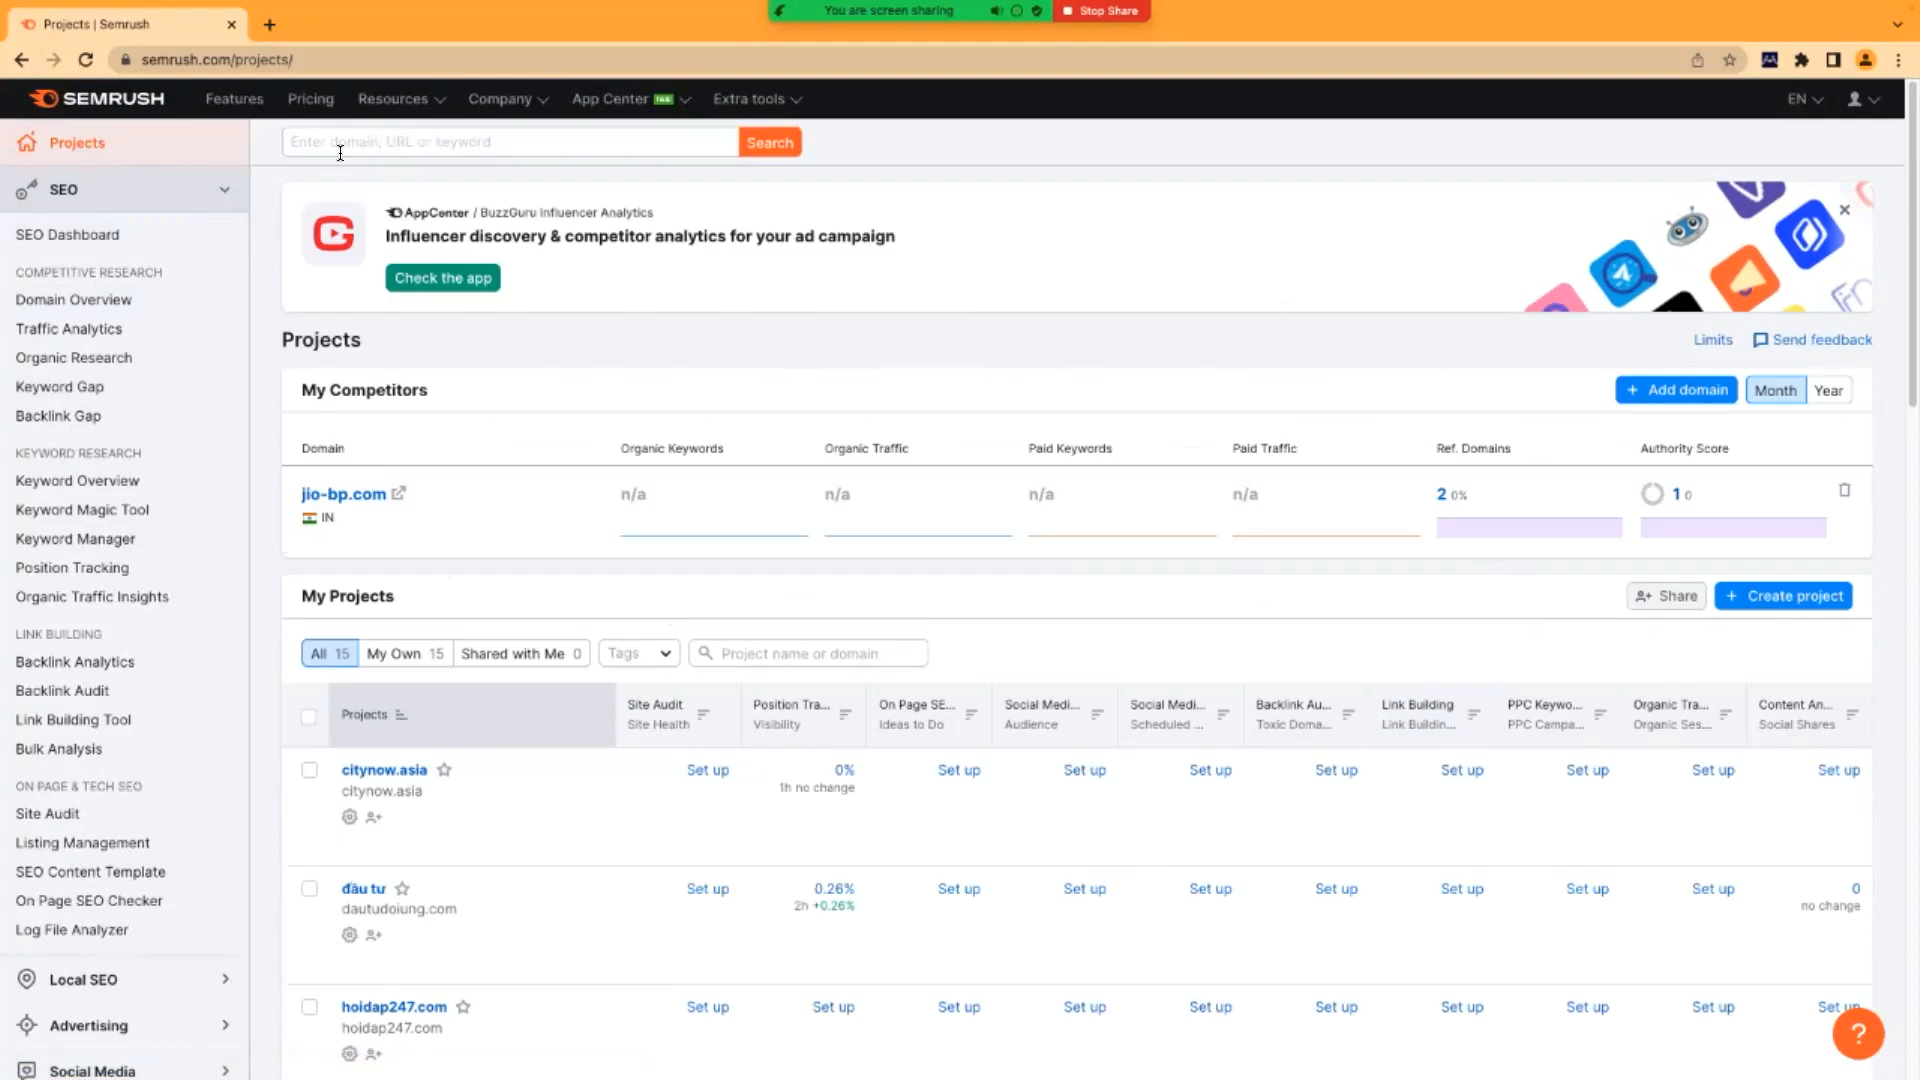 Projects | Semrush
You are screen sharing
Stop Share
semrush.com/projects/
SEMRUSH
Features
Pricing
Resources
Company
App Center
Extra tools
EN
Projects
Enter domain, URL or keyword
Search
SEO
SEO Dashboard
COMPETITIVE RESEARCH
Domain Overview
Traffic Analytics
Organic Research
Keyword Gap
Backlink Gap
KEYWORD RESEARCH
Keyword Overview
Keyword Magic Tool
Keyword Manager
Position Tracking
Organic Traffic Insights
LINK BUILDING
Backlink Analytics
Backlink Audit
Link Building Tool
Bulk Analysis
ON PAGE & TECH SEO
Site Audit
Listing Management
SEO Content Template
On Page SEO Checker
Log File Analyzer
Local SEO
Advertising
Social Media
AppCenter / BuzzGuru Influencer Analytics
Influencer discovery & competitor analytics for your ad campaign
Check the app
Projects
Limits
Send feedback
My Competitors
+ Add domain
Month
Year
Domain
Organic Keywords
Organic Traffic
Paid Keywords
Paid Traffic
Ref. Domains
Authority Score
jio-bp.com
n/a
n/a
n/a
n/a
2 0%
1 0
IN
My Projects
Share
+ Create project
All 15
My Own 15
Shared with Me 0
Tags
Project name or domain
Projects
Site Audit
Site Health
Position Tra...
Visibility
On Page SE...
Ideas to Do
Social Medi...
Audience
Social Medi...
Scheduled ...
Backlink Au...
Toxic Doma...
Link Building
Link Buildin...
PPC Keywo...
PPC Campa...
Organic Tra...
Organic Ses...
Content An...
Social Shares
citynow.asia
citynow.asia
Set up
0%
1h no change
Set up
Set up
Set up
Set up
Set up
Set up
Set up
Set up
đầu tư
dautudoiung.com
Set up
0.26%
2h +0.26%
Set up
Set up
Set up
Set up
Set up
Set up
Set up
0
no change
hoidap247.com
hoidap247.com
Set up
Set up
Set up
Set up
Set up
Set up
Set up
Set up
Set up
Set up
?